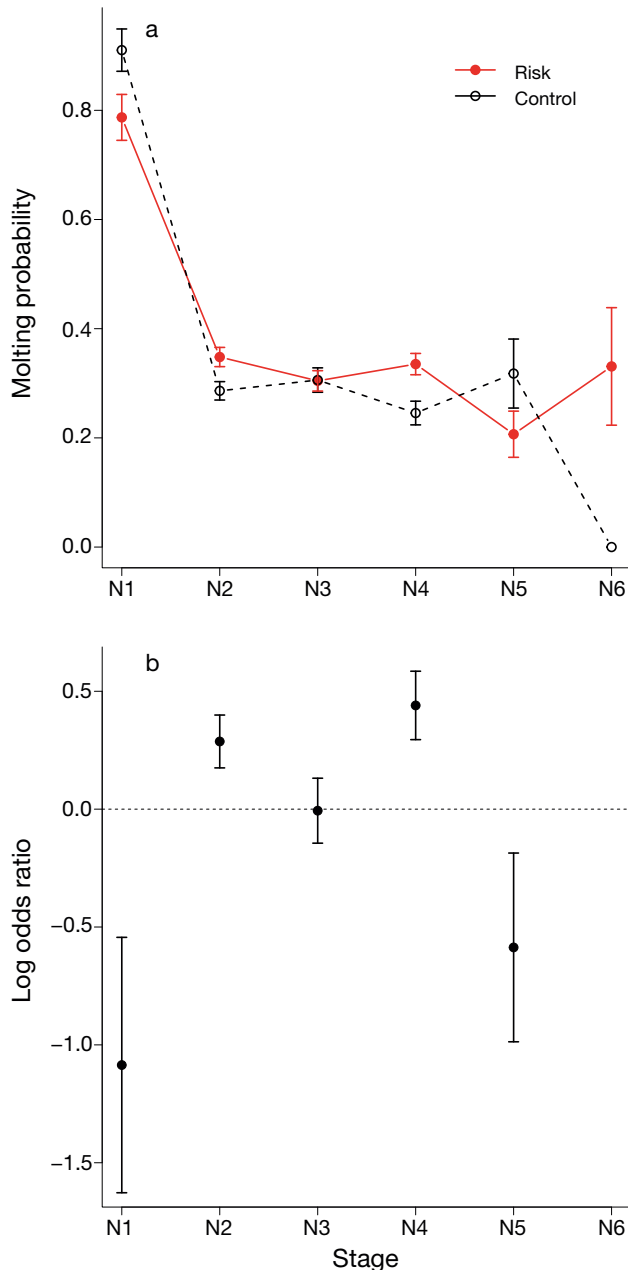 a
Risk
Control
Molting probability
0.8
0.6
0.4
0.2
0.0
N1 N2 N3 N4 N5 N6
b
Log odds ratio
0.5
0.0
−0.5
−1.0
−1.5
N1 N2 N3 N4 N5 N6
Stage